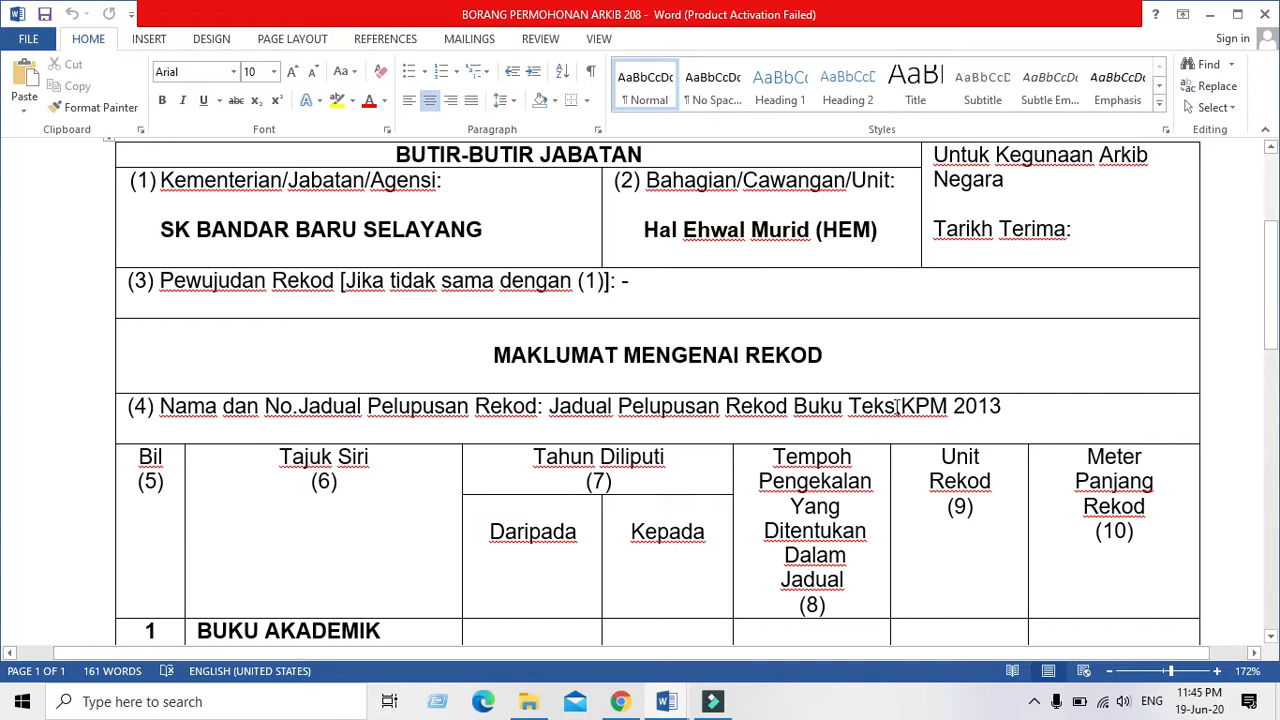 BORANG PERMOHONAN ARKIB 208 - Word (Product Activation Failed)
FILE HOME INSERT DESIGN PAGE LAYOUT REFERENCES MAILINGS REVIEW VIEW Sign in
Paste
Cut
Copy
Format Painter
Clipboard
Arial 10
Font
Paragraph
AaBbCcDc AaBbCcDc AaBbCc AaBbCcD AaBl AaBbCcD AaBbCcDc AaBbCcDc
¶ Normal ¶ No Spac... Heading Heading 2 Title Subtitle Subtle Em... Emphasis
Styles
Find
Replace
Select
Editing
BUTIR-BUTIR JABATAN
(1) Kementerian/Jabatan/Agensi:
SK BANDAR BARU SELAYANG
(2) Bahagian/Cawangan/Unit:
Hal Ehwal Murid (HEM)
Untuk Kegunaan Arkib
Negara
Tarikh Terima:
(3) Pewujudan Rekod [Jika tidak sama dengan (1)]: -
MAKLUMAT MENGENAI REKOD
(4) Nama dan No.Jadual Pelupusan Rekod: Jadual Pelupusan Rekod Buku Teks KPM 2013
Bil
(5)
Tajuk Siri
(6)
Tahun Diliputi
(7)
Daripada
Kepada
Tempoh
Pengekalan
Yang
Ditentukan
Dalam
Jadual
(8)
Unit
Rekod
(9)
Meter
Panjang
Rekod
(10)
1 BUKU AKADEMIK
PAGE 1 OF 1 161 WORDS ENGLISH (UNITED STATES) 172%
Type here to search
ENG
11:45 PM
19-Jun-20